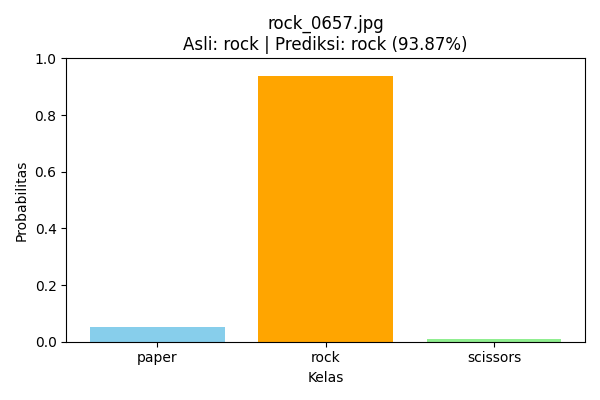 rock_0657.jpg
Asli: rock | Prediksi: rock (93.87%)
1.0
0.8
0.6
0.4
0.2
0.0
Probabilitas
paper
rock
scissors
Kelas